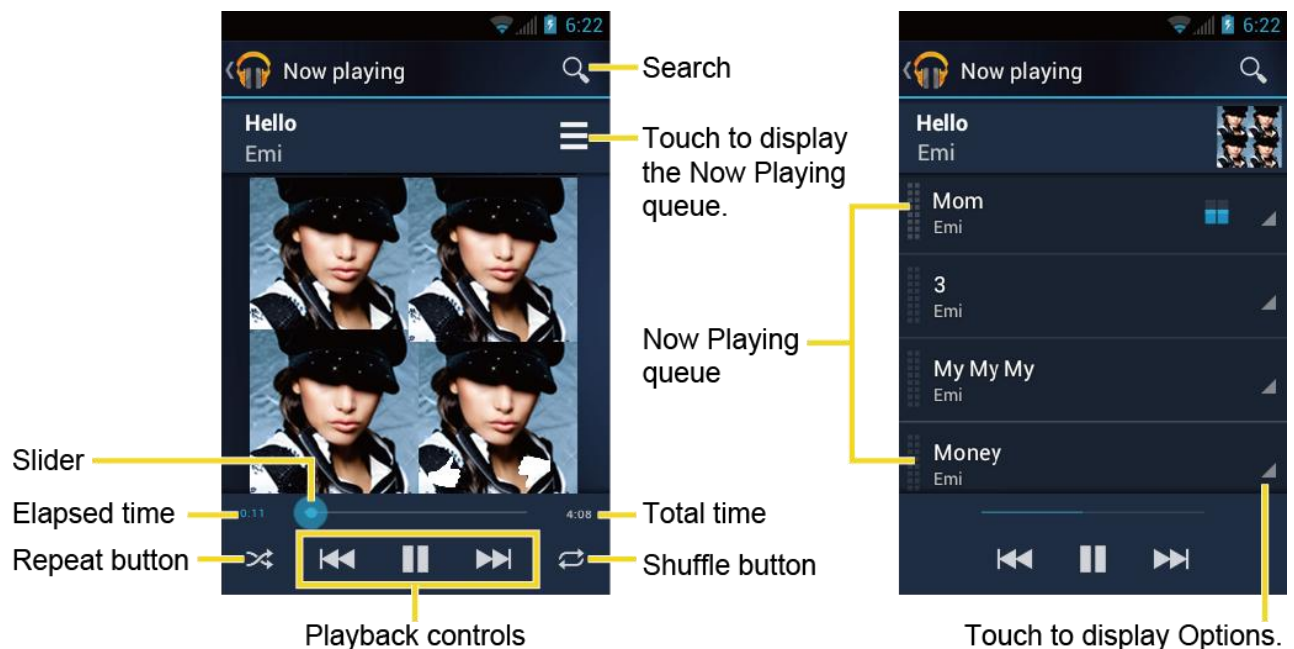 6:22
Now playing
Search
Hello
Emi
Touch to display
the Now Playing
queue.
Slider
Elapsed time
0:11
4:08
Total time
Repeat button
Shuffle button
Playback controls
6:22
Now playing
Hello
Emi
Mom
Emi
3
Emi
Now Playing
queue
My My My
Emi
Money
Emi
Touch to display Options.